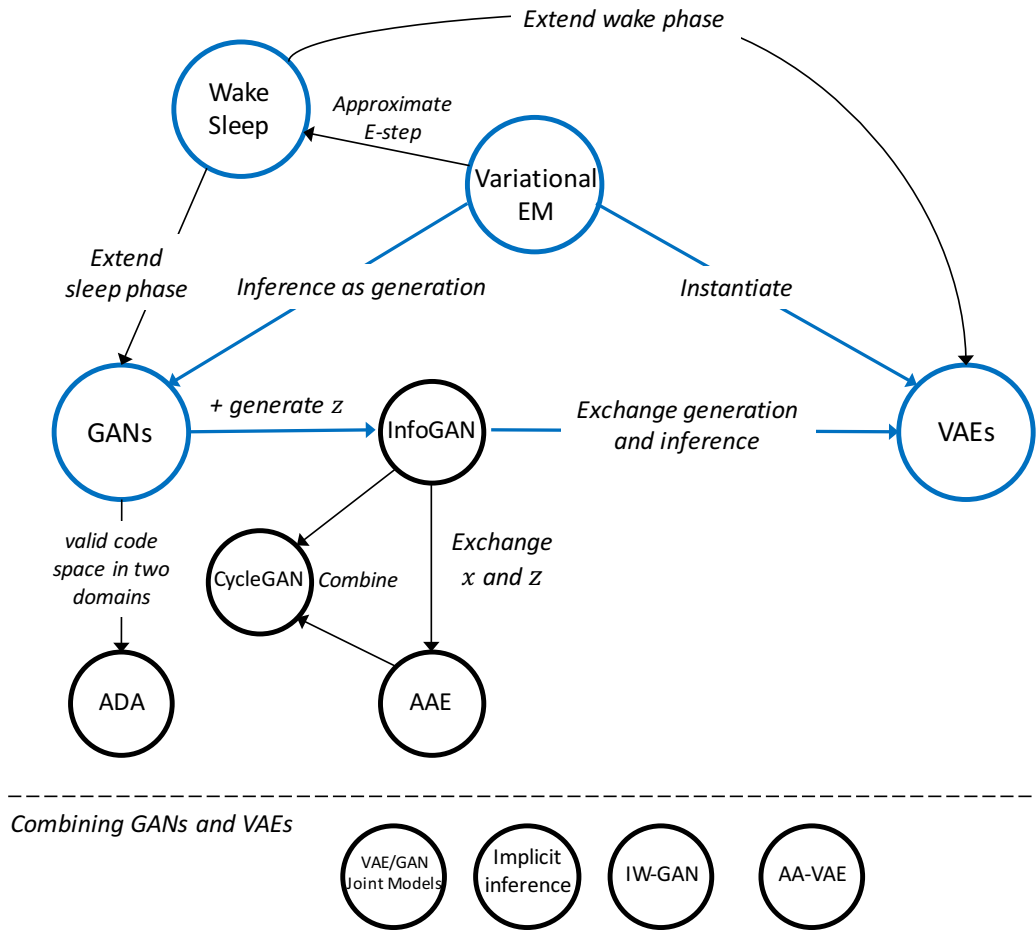 Extend wake phase
Wake
Sleep
Approximate
E-step
Variational
EM
Extend
sleep phase
Inference as generation
Instantiate
GANs
+ generate z
InfoGAN
Exchange generation
and inference
VAEs
valid code
space in two
domains
CycleGAN
Combine
Exchange
x and z
ADA
AAE
Combining GANs and VAEs
VAE/GAN
Joint Models
Implicit
inference
IW-GAN
AA-VAE